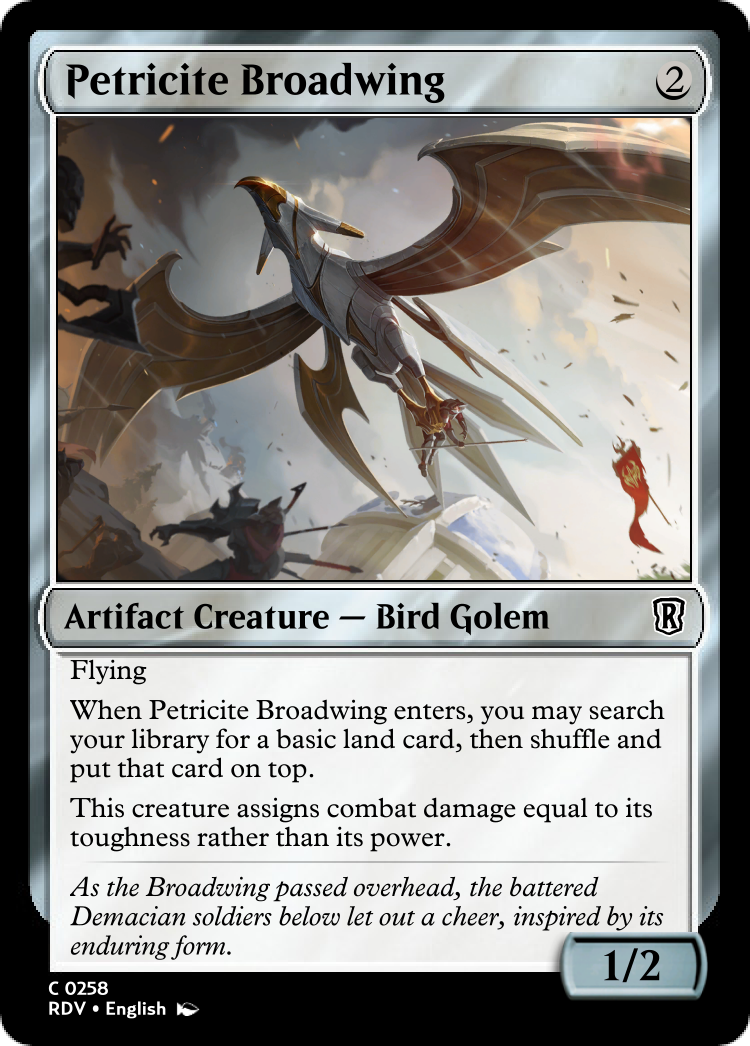 Petricite Broadwing
2
Artifact Creature — Bird Golem
R
Flying
When Petricite Broadwing enters, you may search
your library for a basic land card, then shuffle and
put that card on top.
This creature assigns combat damage equal to its
toughness rather than its power.
As the Broadwing passed overhead, the battered
Demacian soldiers below let out a cheer, inspired by its
enduring form.
1/2
C 0258
RDV • English